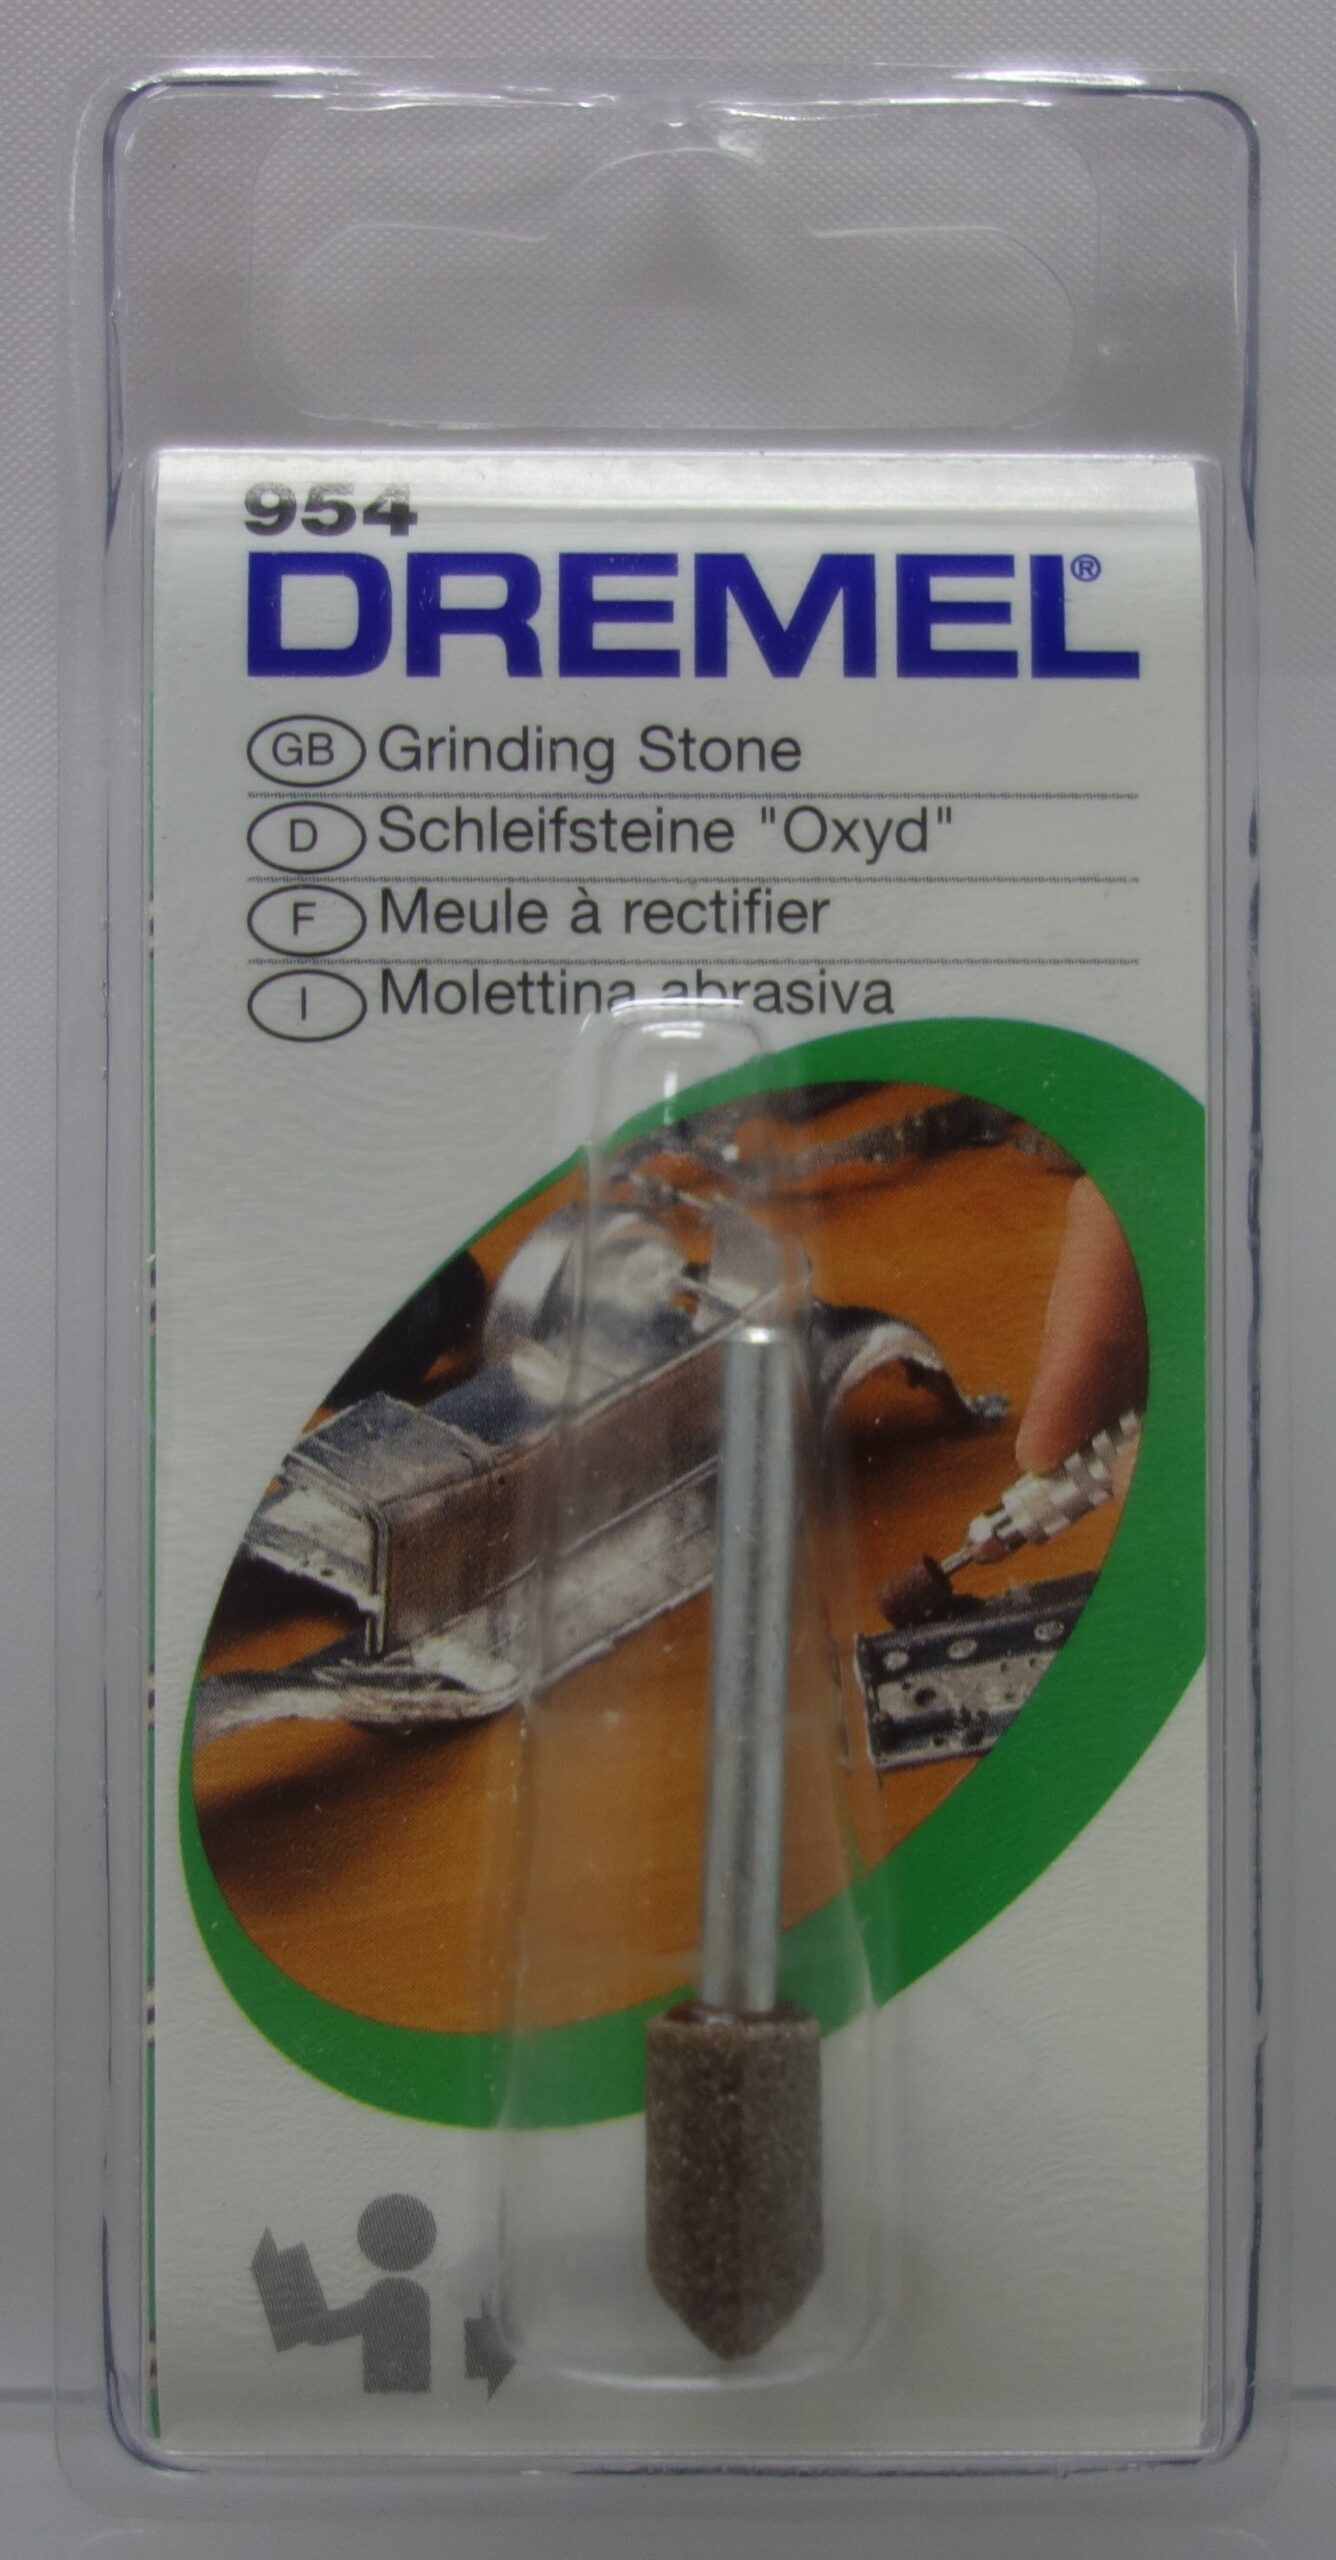 954
DREMEL®
GB Grinding Stone
D Schleifsteine "Oxyd"
F Meule à rectifier
I Molettina abrasiva